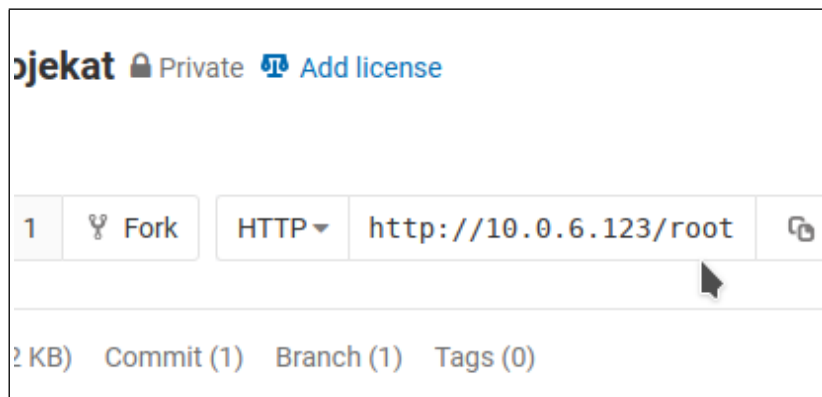 ojekat Private Add license
1 Fork HTTP http://10.0.6.123/root
2 KB) Commit (1) Branch (1) Tags (0)